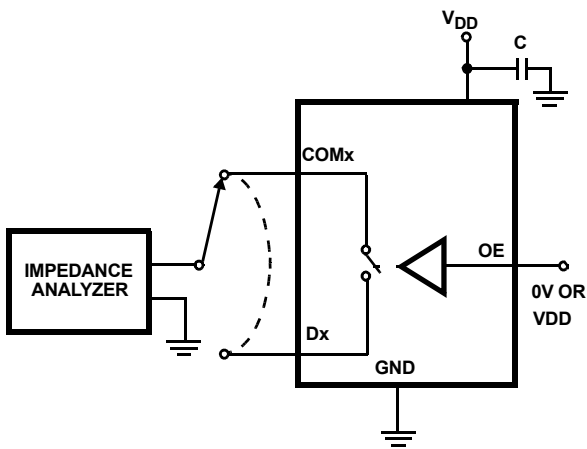 VDD
C
COMx
IMPEDANCE
ANALYZER
OE
0V OR
VDD
Dx
GND